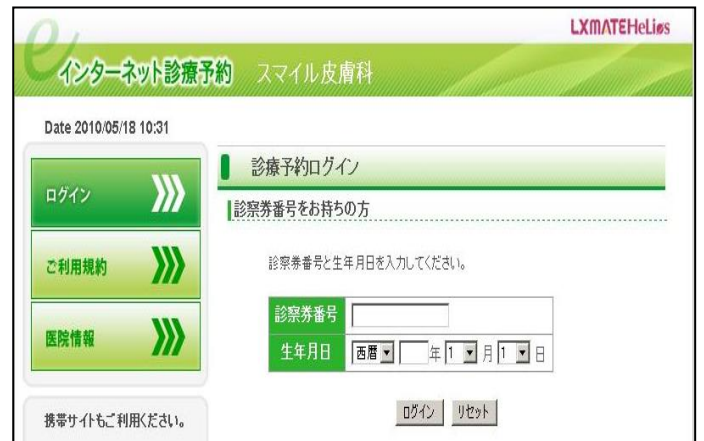 LXMATEHeLiøs
e インターネット診療予約 スマイル皮膚科
Date 2010/05/18 10:31
ログイン
ご利用規約
医院情報
携帯サイトもご利用ください。
診療予約ログイン
診察券番号をお持ちの方
診察券番号と生年月日を入力してください。
診察券番号
生年月日 西暦 年 1 月 1 日
ログイン リセット